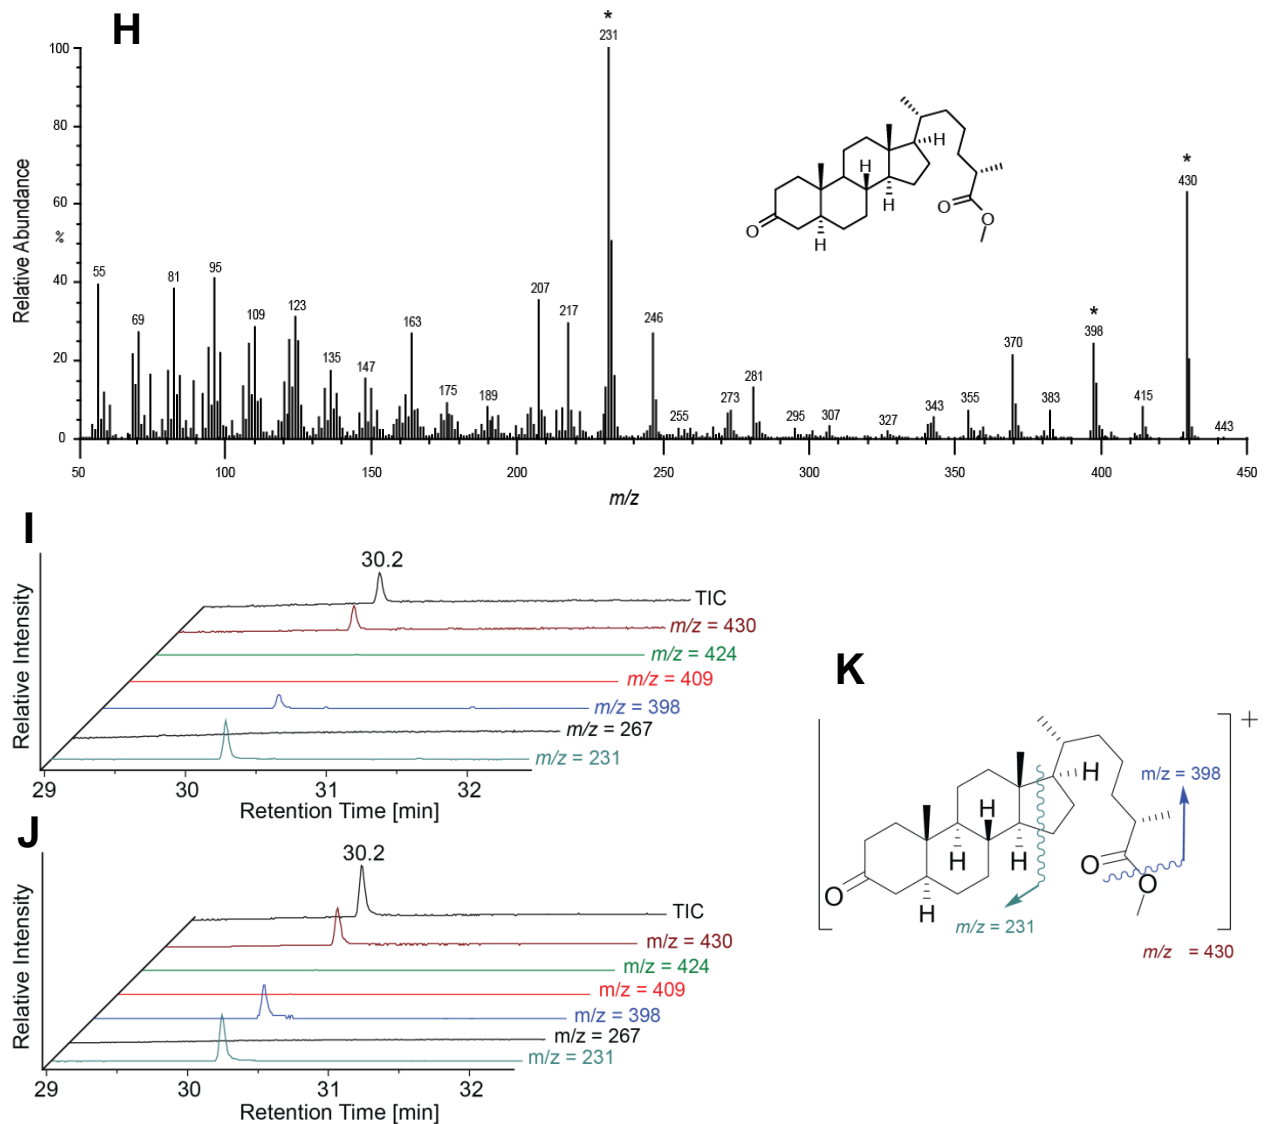 H
*
231
100
80
60
%
40
20
0
Relative Abundance
55
69
81
95
109
123
135
147
163
175
189
207
217
246
255
273
281
295
307
327
343
355
370
383
*
398
415
*
430
443
H
H
H
H
O
O
O
50
100
150
200
250
300
350
400
450
m/z
I
30.2
TIC
m/z = 430
m/z = 424
m/z = 409
m/z = 398
m/z = 267
m/z = 231
Relative Intensity
29
30
31
32
Retention Time [min]
J
30.2
TIC
m/z = 430
m/z = 424
m/z = 409
m/z = 398
m/z = 267
m/z = 231
Relative Intensity
29
30
31
32
Retention Time [min]
K
+
H
m/z = 398
H
H
H
O
O
O
H
m/z = 231
m/z = 430